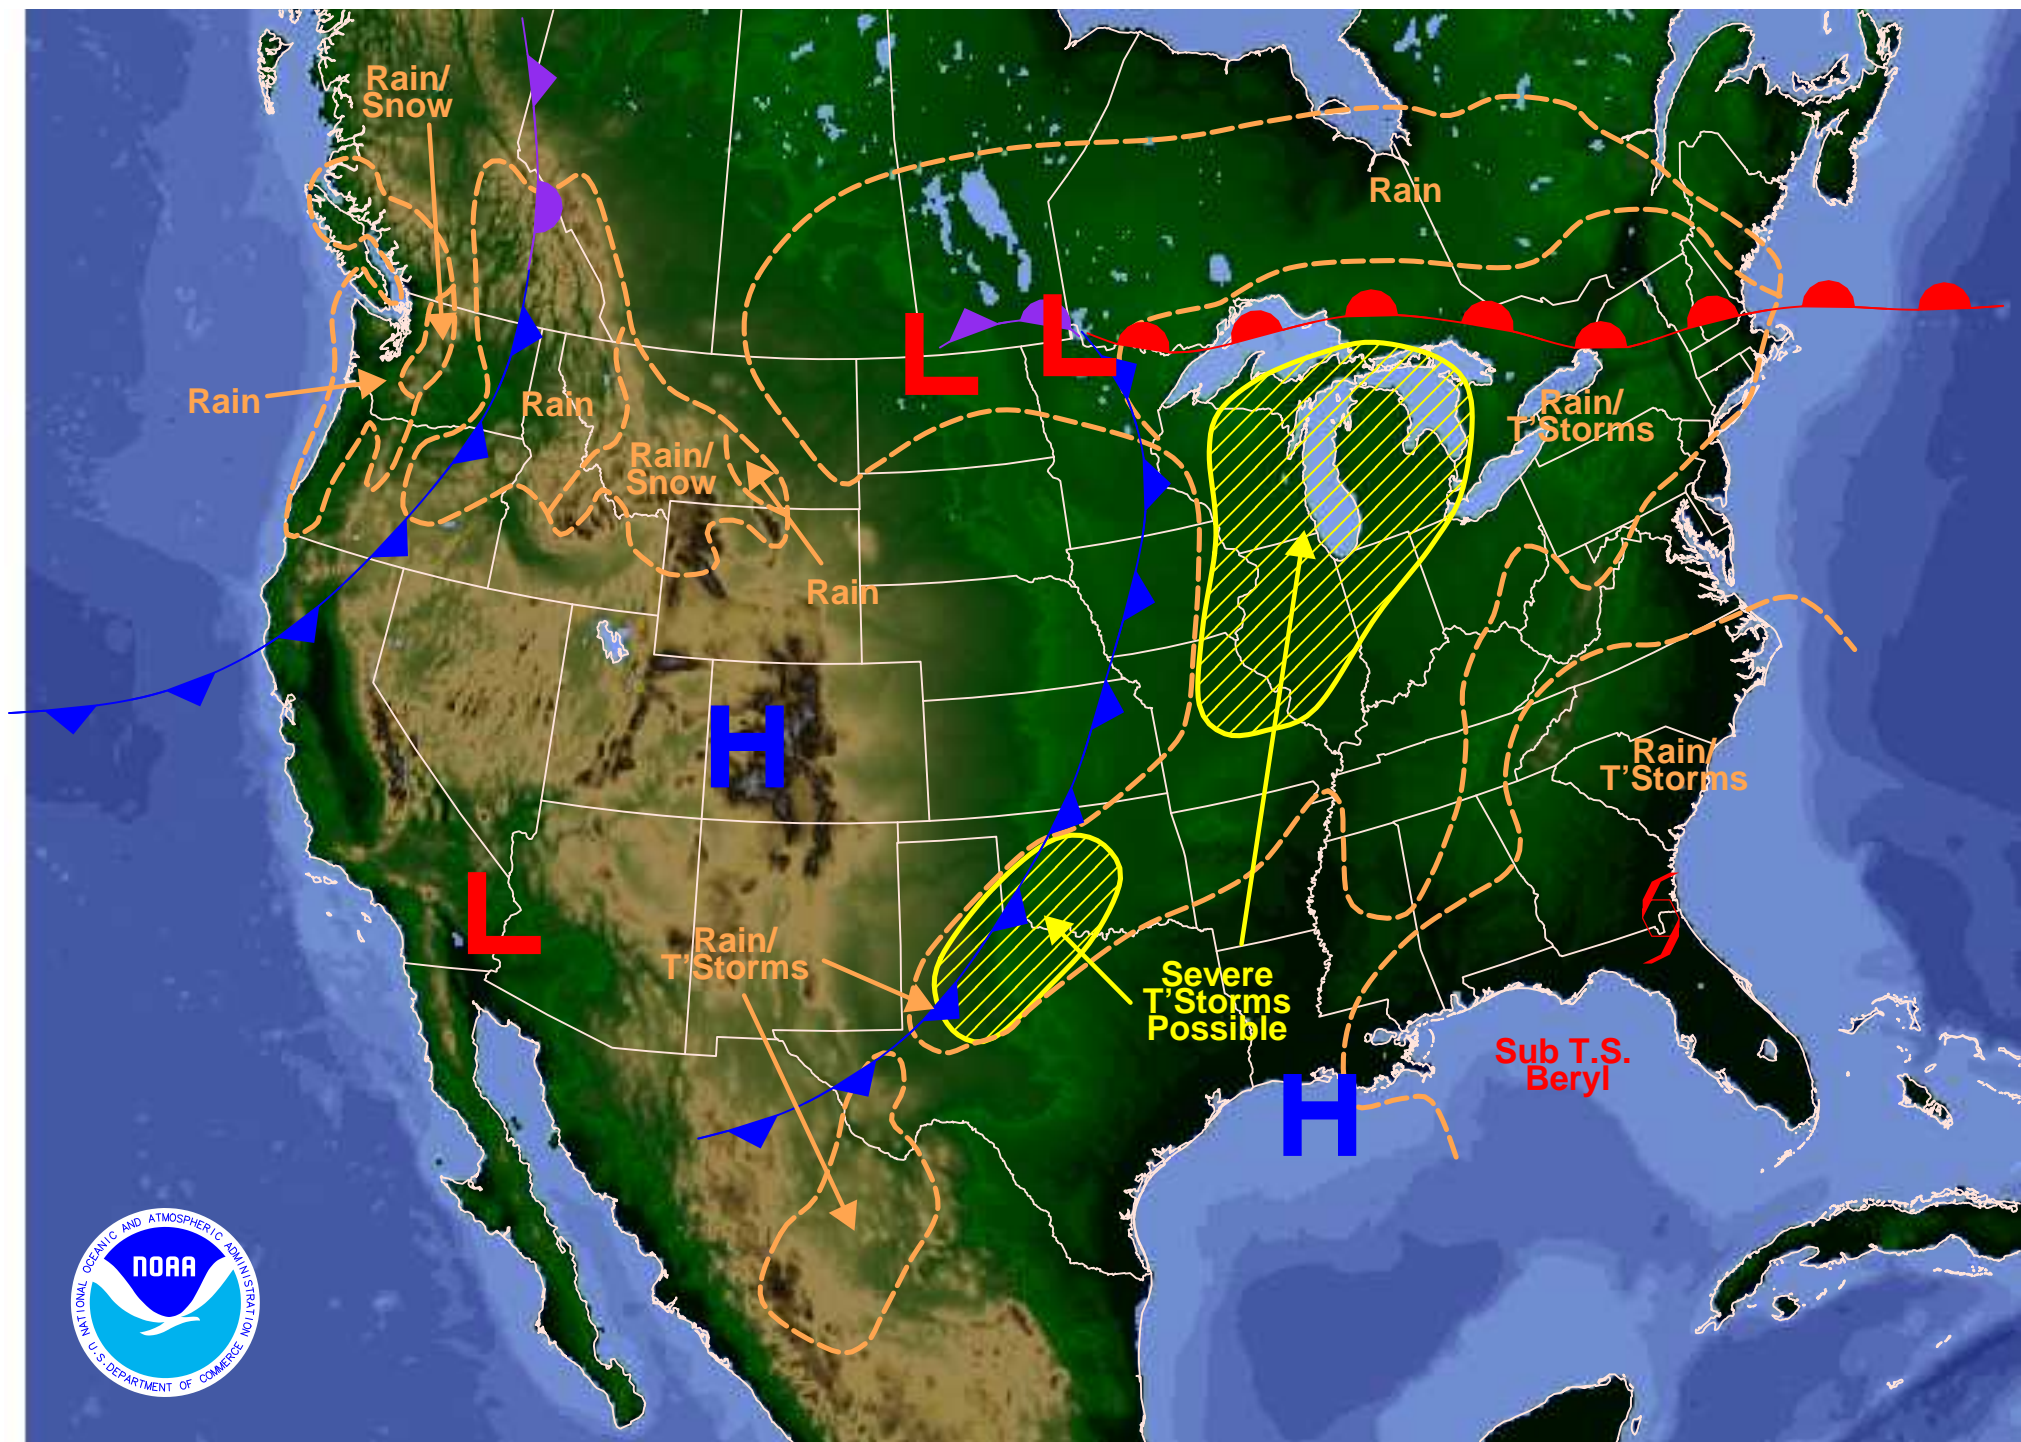 Rain/
Snow
Rain
Rain
Rain
Rain/
Snow
Rain/
T'Storms
Rain
L
L
H
Rain/
T'Storms
L
Rain/
T'Storms
Severe
T'Storms
Possible
Sub T.S.
Beryl
H
NOAA
NATIONAL OCEANIC AND ATMOSPHERIC ADMINISTRATION
U.S. DEPARTMENT OF COMMERCE